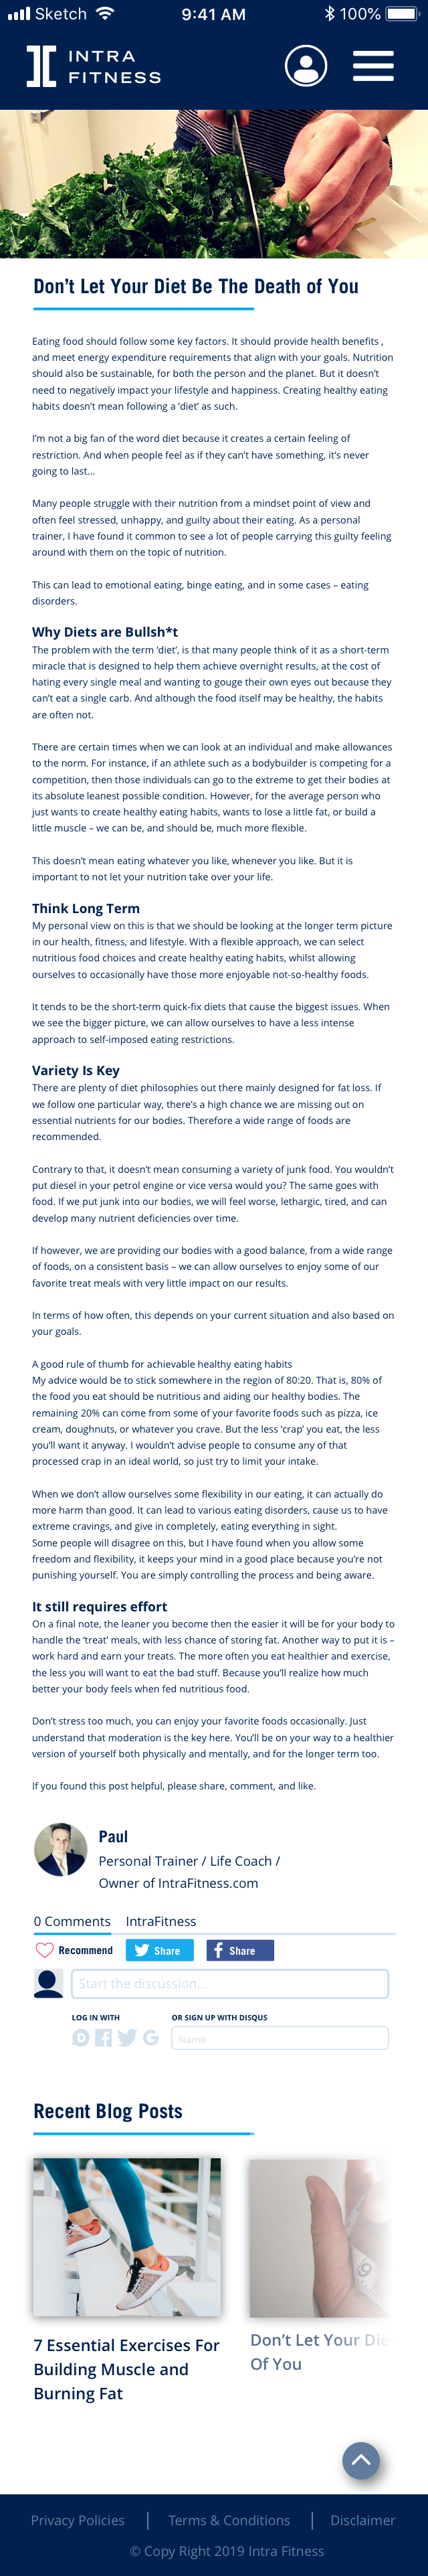 Sketch 9:41 AM 100%
INTRA
FITNESS
Don’t Let Your Diet Be The Death of You
Eating food should follow some key factors. It should provide health benefits ,
and meet energy expenditure requirements that align with your goals. Nutrition
should also be sustainable, for both the person and the planet. But it doesn’t
need to negatively impact your lifestyle and happiness. Creating healthy eating
habits doesn’t mean following a ‘diet’ as such.
I’m not a big fan of the word diet because it creates a certain feeling of
restriction. And when people feel as if they can't have something, it’s never
going to last...
Many people struggle with their nutrition from a mindset point of view and
often feel stressed, unhappy, and guilty about their eating. As a personal
trainer, I have found it common to see a lot of people carrying this guilty feeling
around with them on the topic of nutrition.
This can lead to emotional eating, binge eating, and in some cases – eating
disorders.
Why Diets are Bullsh*t
The problem with the term ‘diet’, is that many people think of it as a short-term
miracle that is designed to help them achieve overnight results, at the cost of
hating every single meal and wanting to gouge their own eyes out because they
can’t eat a single carb. And although the food itself may be healthy, the habits
are often not.
There are certain times when we can look at an individual and make allowances
to the norm. For instance, if an athlete such as a bodybuilder is competing for a
competition, then those individuals can go to the extreme to get their bodies at
its absolute leanest possible condition. However, for the average person who
just wants to create healthy eating habits, wants to lose a little fat, or build a
little muscle – we can be, and should be, much more flexible.
This doesn’t mean eating whatever you like, whenever you like. But it is
important to not let your nutrition take over your life.
Think Long Term
My personal view on this is that we should be looking at the longer term picture
in our health, fitness, and lifestyle. With a flexible approach, we can select
nutritious food choices and create healthy eating habits, whilst allowing
ourselves to occasionally have those more enjoyable not-so-healthy foods.
It tends to be the short-term quick-fix diets that cause the biggest issues. When
we see the bigger picture, we can allow ourselves to have a less intense
approach to self-imposed eating restrictions.
Variety Is Key
There are plenty of diet philosophies out there mainly designed for fat loss. If
we follow one particular way, there’s a high chance we are missing out on
essential nutrients for our bodies. Therefore a wide range of foods are
recommended.
Contrary to that, it doesn’t mean consuming a variety of junk food. You wouldn’t
put diesel in your petrol engine or vice versa would you? The same goes with
food. If we put junk into our bodies, we will feel worse, lethargic, tired, and can
develop many nutrient deficiencies over time.
If however, we are providing our bodies with a good balance, from a wide range
of foods, on a consistent basis – we can allow ourselves to enjoy some of our
favorite treat meals with very little impact on our results.
In terms of how often, this depends on your current situation and also based on
your goals.
A good rule of thumb for achievable healthy eating habits
My advice would be to stick somewhere in the region of 80:20. That is, 80% of
the food you eat should be nutritious and aiding our healthy bodies. The
remaining 20% can come from some of your favorite foods such as pizza, ice
cream, doughnuts, or whatever you crave. But the less ‘crap’ you eat, the less
you’ll want it anyway. I wouldn’t advise people to consume any of that
processed crap in an ideal world, so just try to limit your intake.
When we don’t allow ourselves some flexibility in our eating, it can actually do
more harm than good. It can lead to various eating disorders, cause us to have
extreme cravings, and give in completely, eating everything in sight.
Some people will disagree on this, but I have found when you allow some
freedom and flexibility, it keeps your mind in a good place because you’re not
punishing yourself. You are simply controlling the process and being aware.
It still requires effort
On a final note, the leaner you become then the easier it will be for your body to
handle the ‘treat’ meals, with less chance of storing fat. Another way to put it is –
work hard and earn your treats. The more often you eat healthier and exercise,
the less you will want to eat the bad stuff. Because you’ll realize how much
better your body feels when fed nutritious food.
Don’t stress too much, you can enjoy your favorite foods occasionally. Just
understand that moderation is the key here. You’ll be on your way to a healthier
version of yourself both physically and mentally, and for the longer term too.
If you found this post helpful, please share, comment, and like.
Paul
Personal Trainer / Life Coach /
Owner of IntraFitness.com
0 Comments IntraFitness
Recommend Share Share
Start the discussion...
LOG IN WITH OR SIGN UP WITH DISQUS
Name
Recent Blog Posts
7 Essential Exercises For
Building Muscle and
Burning Fat
Don’t Let Your Die
Of You
Privacy Policies | Terms & Conditions | Disclaimer
© Copy Right 2019 Intra Fitness